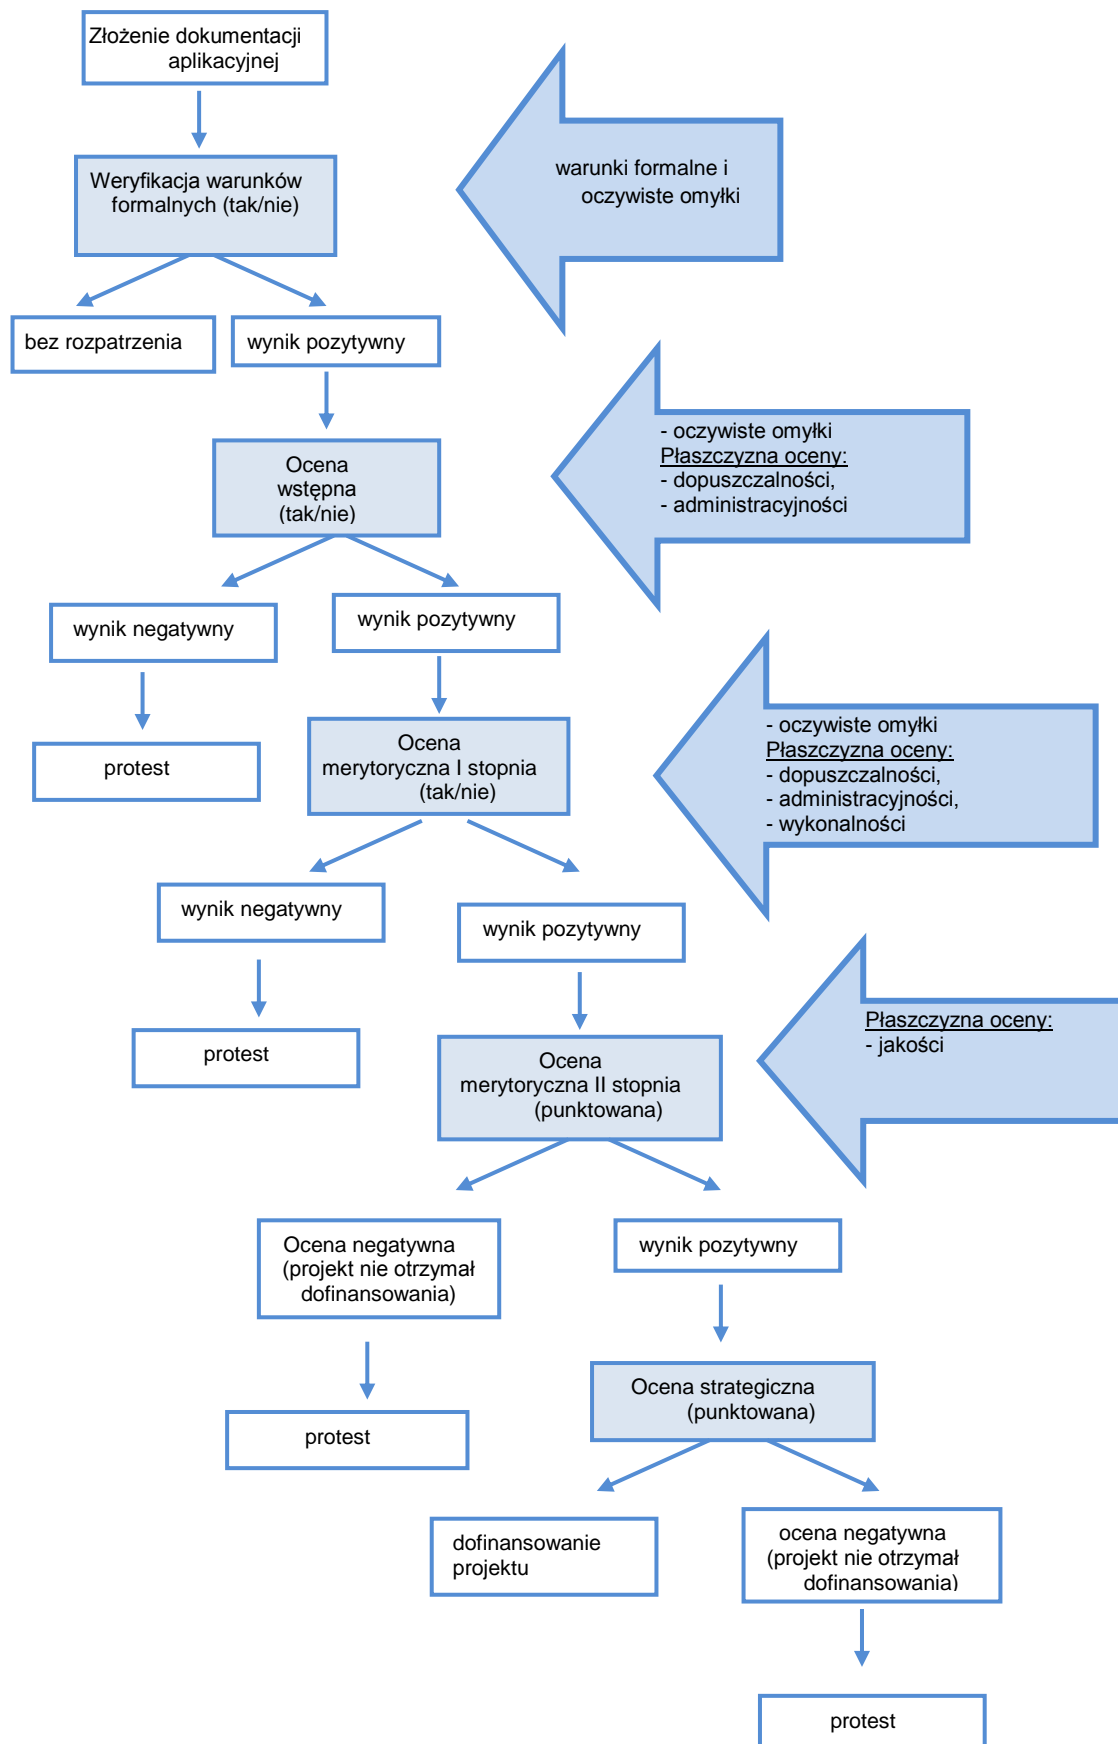 Złożenie dokumentacji
aplikacyjnej
Weryfikacja warunków
formalnych (tak/nie)
warunki formalne i
oczywiste omyłki
bez rozpatrzenia
wynik pozytywny
Ocena
wstępna
(tak/nie)
- oczywiste omyłki
Płaszczyzna oceny:
- dopuszczalności,
- administracyjności
wynik negatywny
wynik pozytywny
protest
Ocena
merytoryczna I stopnia
(tak/nie)
- oczywiste omyłki
Płaszczyzna oceny:
- dopuszczalności,
- administracyjności,
- wykonalności
wynik negatywny
wynik pozytywny
protest
Ocena
merytoryczna II stopnia
(punktowana)
Płaszczyzna oceny:
- jakości
Ocena negatywna
(projekt nie otrzymał
dofinansowania)
wynik pozytywny
protest
Ocena strategiczna
(punktowana)
dofinansowanie
projektu
ocena negatywna
(projekt nie otrzymał
dofinansowania)
protest